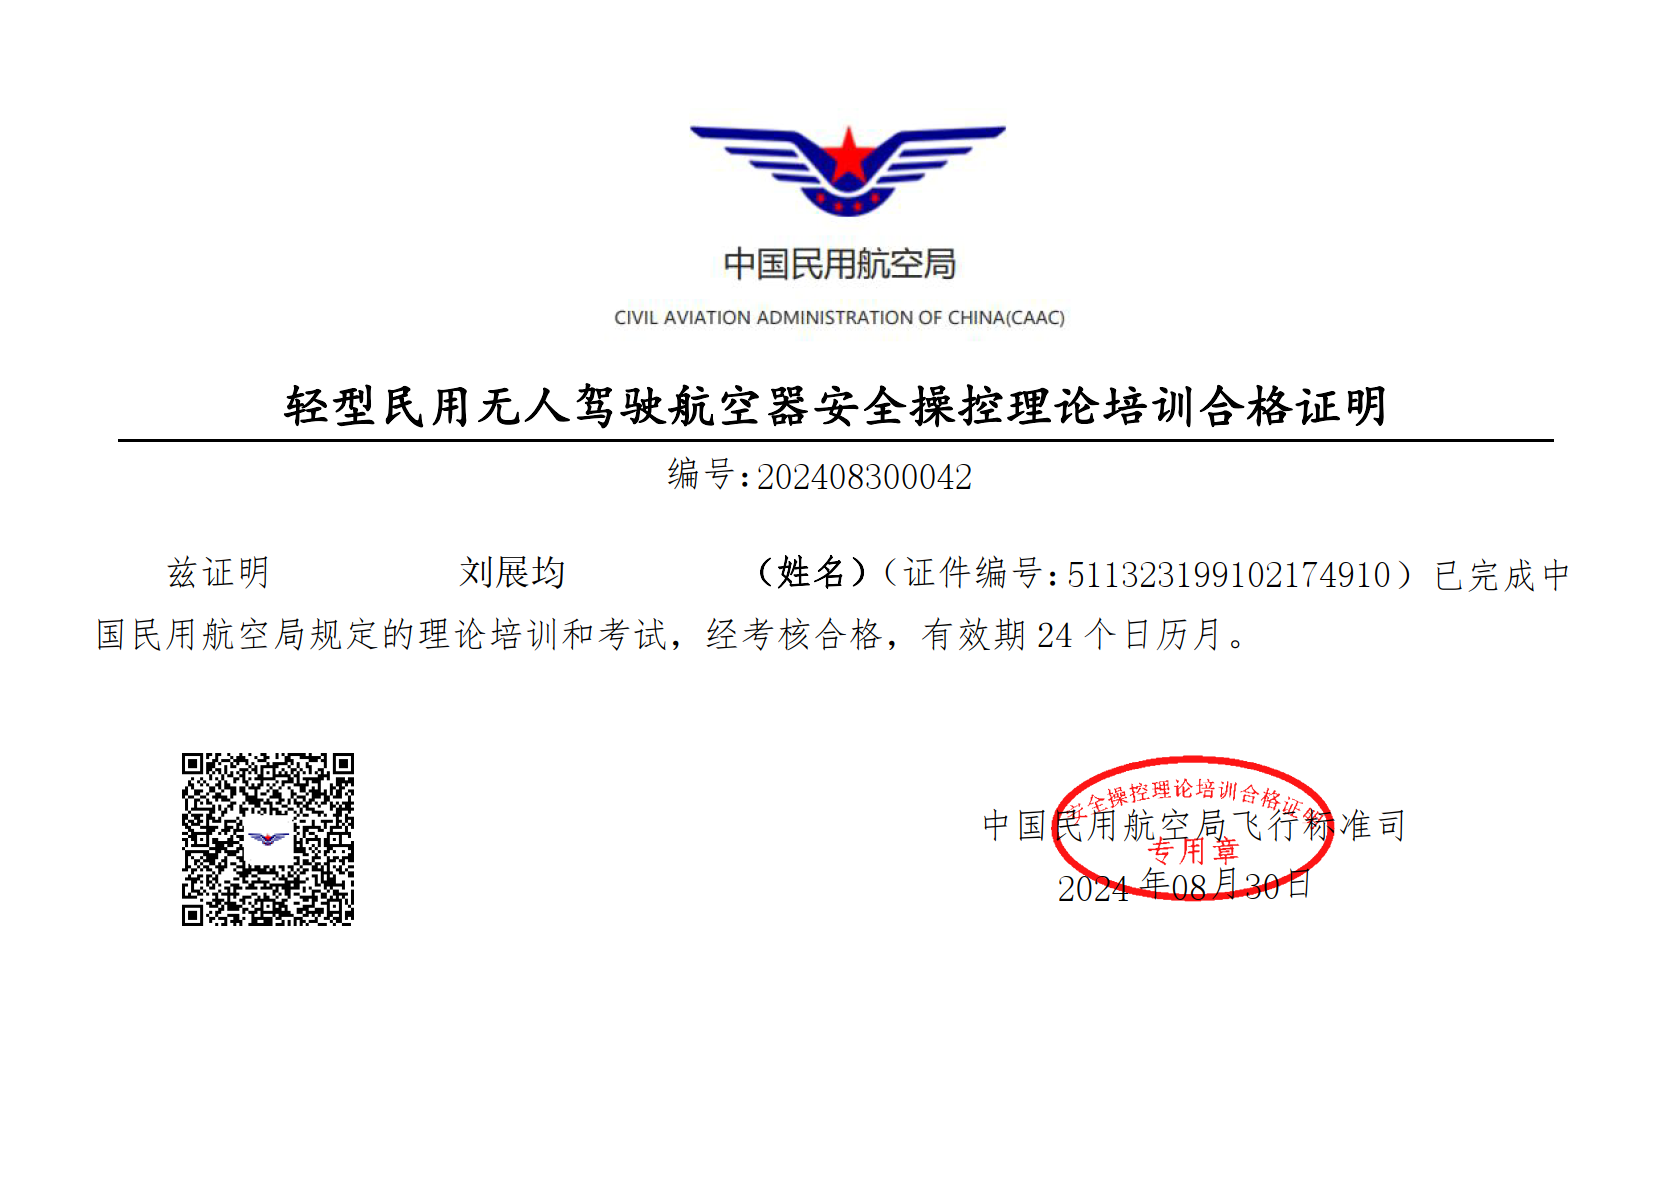 中国民用航空局
CIVIL AVIATION ADMINISTRATION OF CHINA(CAAC)
轻型民用无人驾驶航空器安全操控理论培训合格证明
编号:202408300042
兹证明 刘展均 （姓名）（证件编号:511323199102174910）已完成中
国民用航空局规定的理论培训和考试，经考核合格，有效期 24 个日历月。
安全操控理论培训合格证明
中国民用航空局飞行标准司
专用章
2024 年08月30日